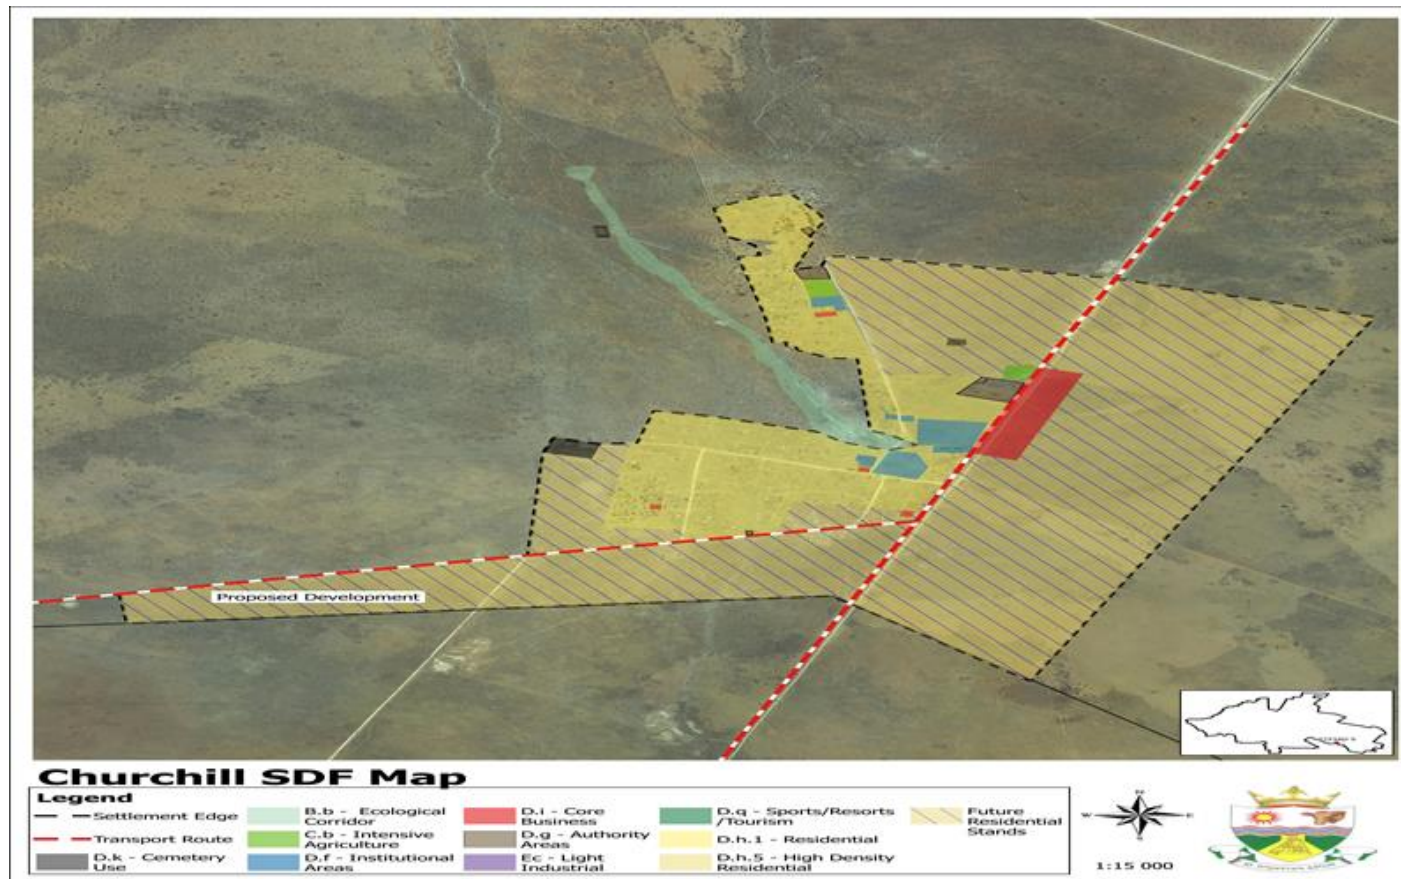 Proposed Development
Churchill SDF Map
Legend
Settlement Edge
Transport Route
D.k - Cemetery
Use
B.b - Ecological
Corridor
C.b - Intensive
Agriculture
D.f - Institutional
Areas
D.i - Core
Business
D.g - Authority
Areas
Ec - Light
Industrial
D.q - Sports/Resorts
/Tourism
D.h.1 - Residential
D.h.5 - High Density
Residential
Future
Residential
Stands
N
W
E
S
1:15 000